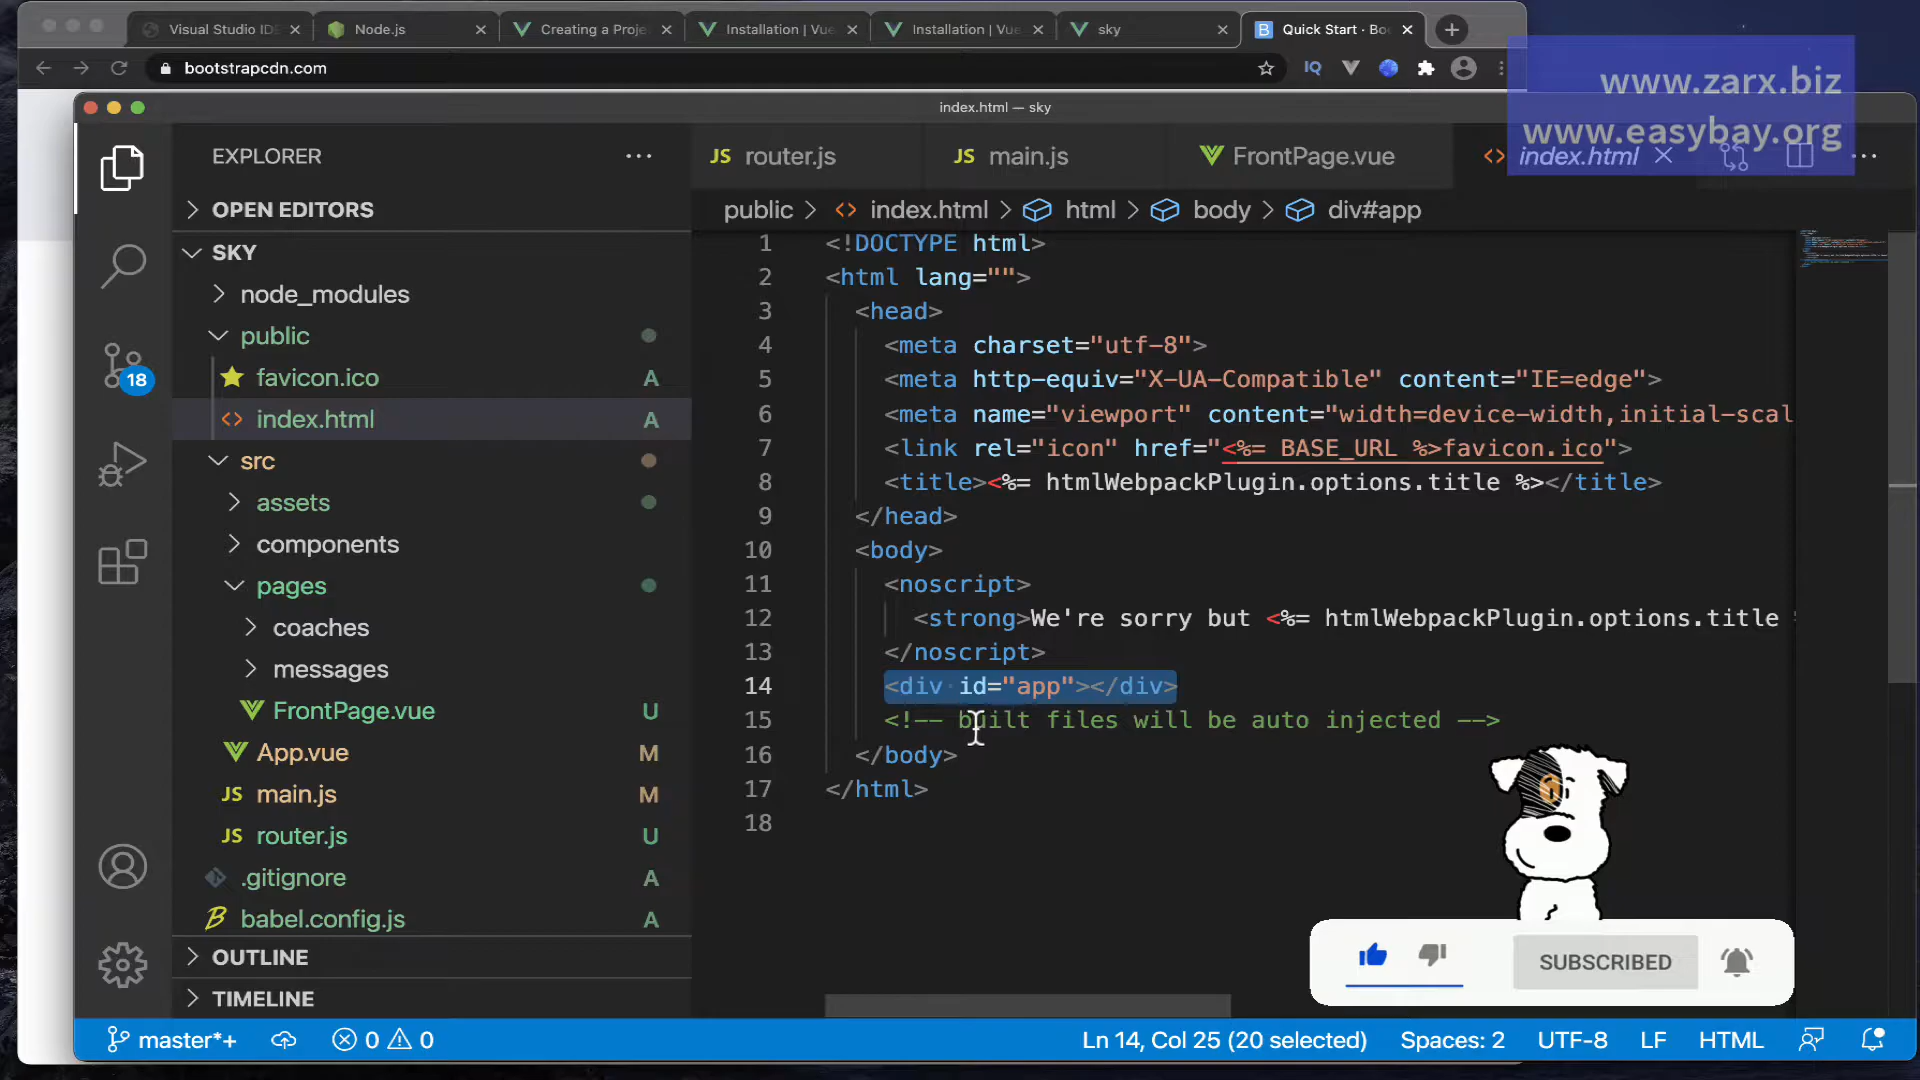 Visual Studio IDE
Node.js
Creating a Proje
Installation | Vue
Installation | Vue
sky
Quick Start · Boo
bootstrapcdn.com
www.zarx.biz
www.easybay.org
index.html — sky
EXPLORER
router.js
main.js
FrontPage.vue
index.html
public > index.html > html > body > div#app
OPEN EDITORS
SKY
node_modules
public
favicon.ico A
index.html A
src
assets
components
pages
coaches
messages
FrontPage.vue U
App.vue M
JS main.js M
JS router.js U
.gitignore A
babel.config.js A
OUTLINE
TIMELINE
18
1 <!DOCTYPE html>
2 <html lang="">
3 <head>
4 <meta charset="utf-8">
5 <meta http-equiv="X-UA-Compatible" content="IE=edge">
6 <meta name="viewport" content="width=device-width,initial-scal
7 <link rel="icon" href="<%= BASE_URL %>favicon.ico">
8 <title><%= htmlWebpackPlugin.options.title %></title>
9 </head>
10 <body>
11 <noscript>
12 <strong>We're sorry but <%= htmlWebpackPlugin.options.title
13 </noscript>
14 <div id="app"></div>
15 <!-- built files will be auto injected -->
16 </body>
17 </html>
18
SUBSCRIBED
master*+ 0 0 Ln 14, Col 25 (20 selected) Spaces: 2 UTF-8 LF HTML